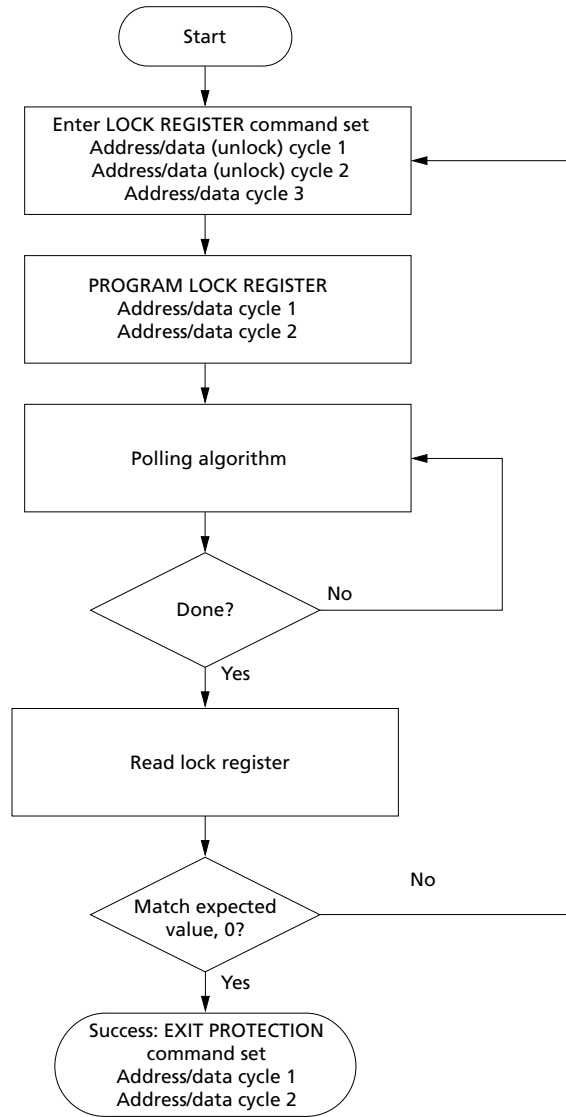 Start
Enter LOCK REGISTER command set
Address/data (unlock) cycle 1
Address/data (unlock) cycle 2
Address/data cycle 3
PROGRAM LOCK REGISTER
Address/data cycle 1
Address/data cycle 2
Polling algorithm
Done?
No
Yes
Read lock register
Match expected
value, 0?
No
Yes
Success: EXIT PROTECTION
command set
Address/data cycle 1
Address/data cycle 2